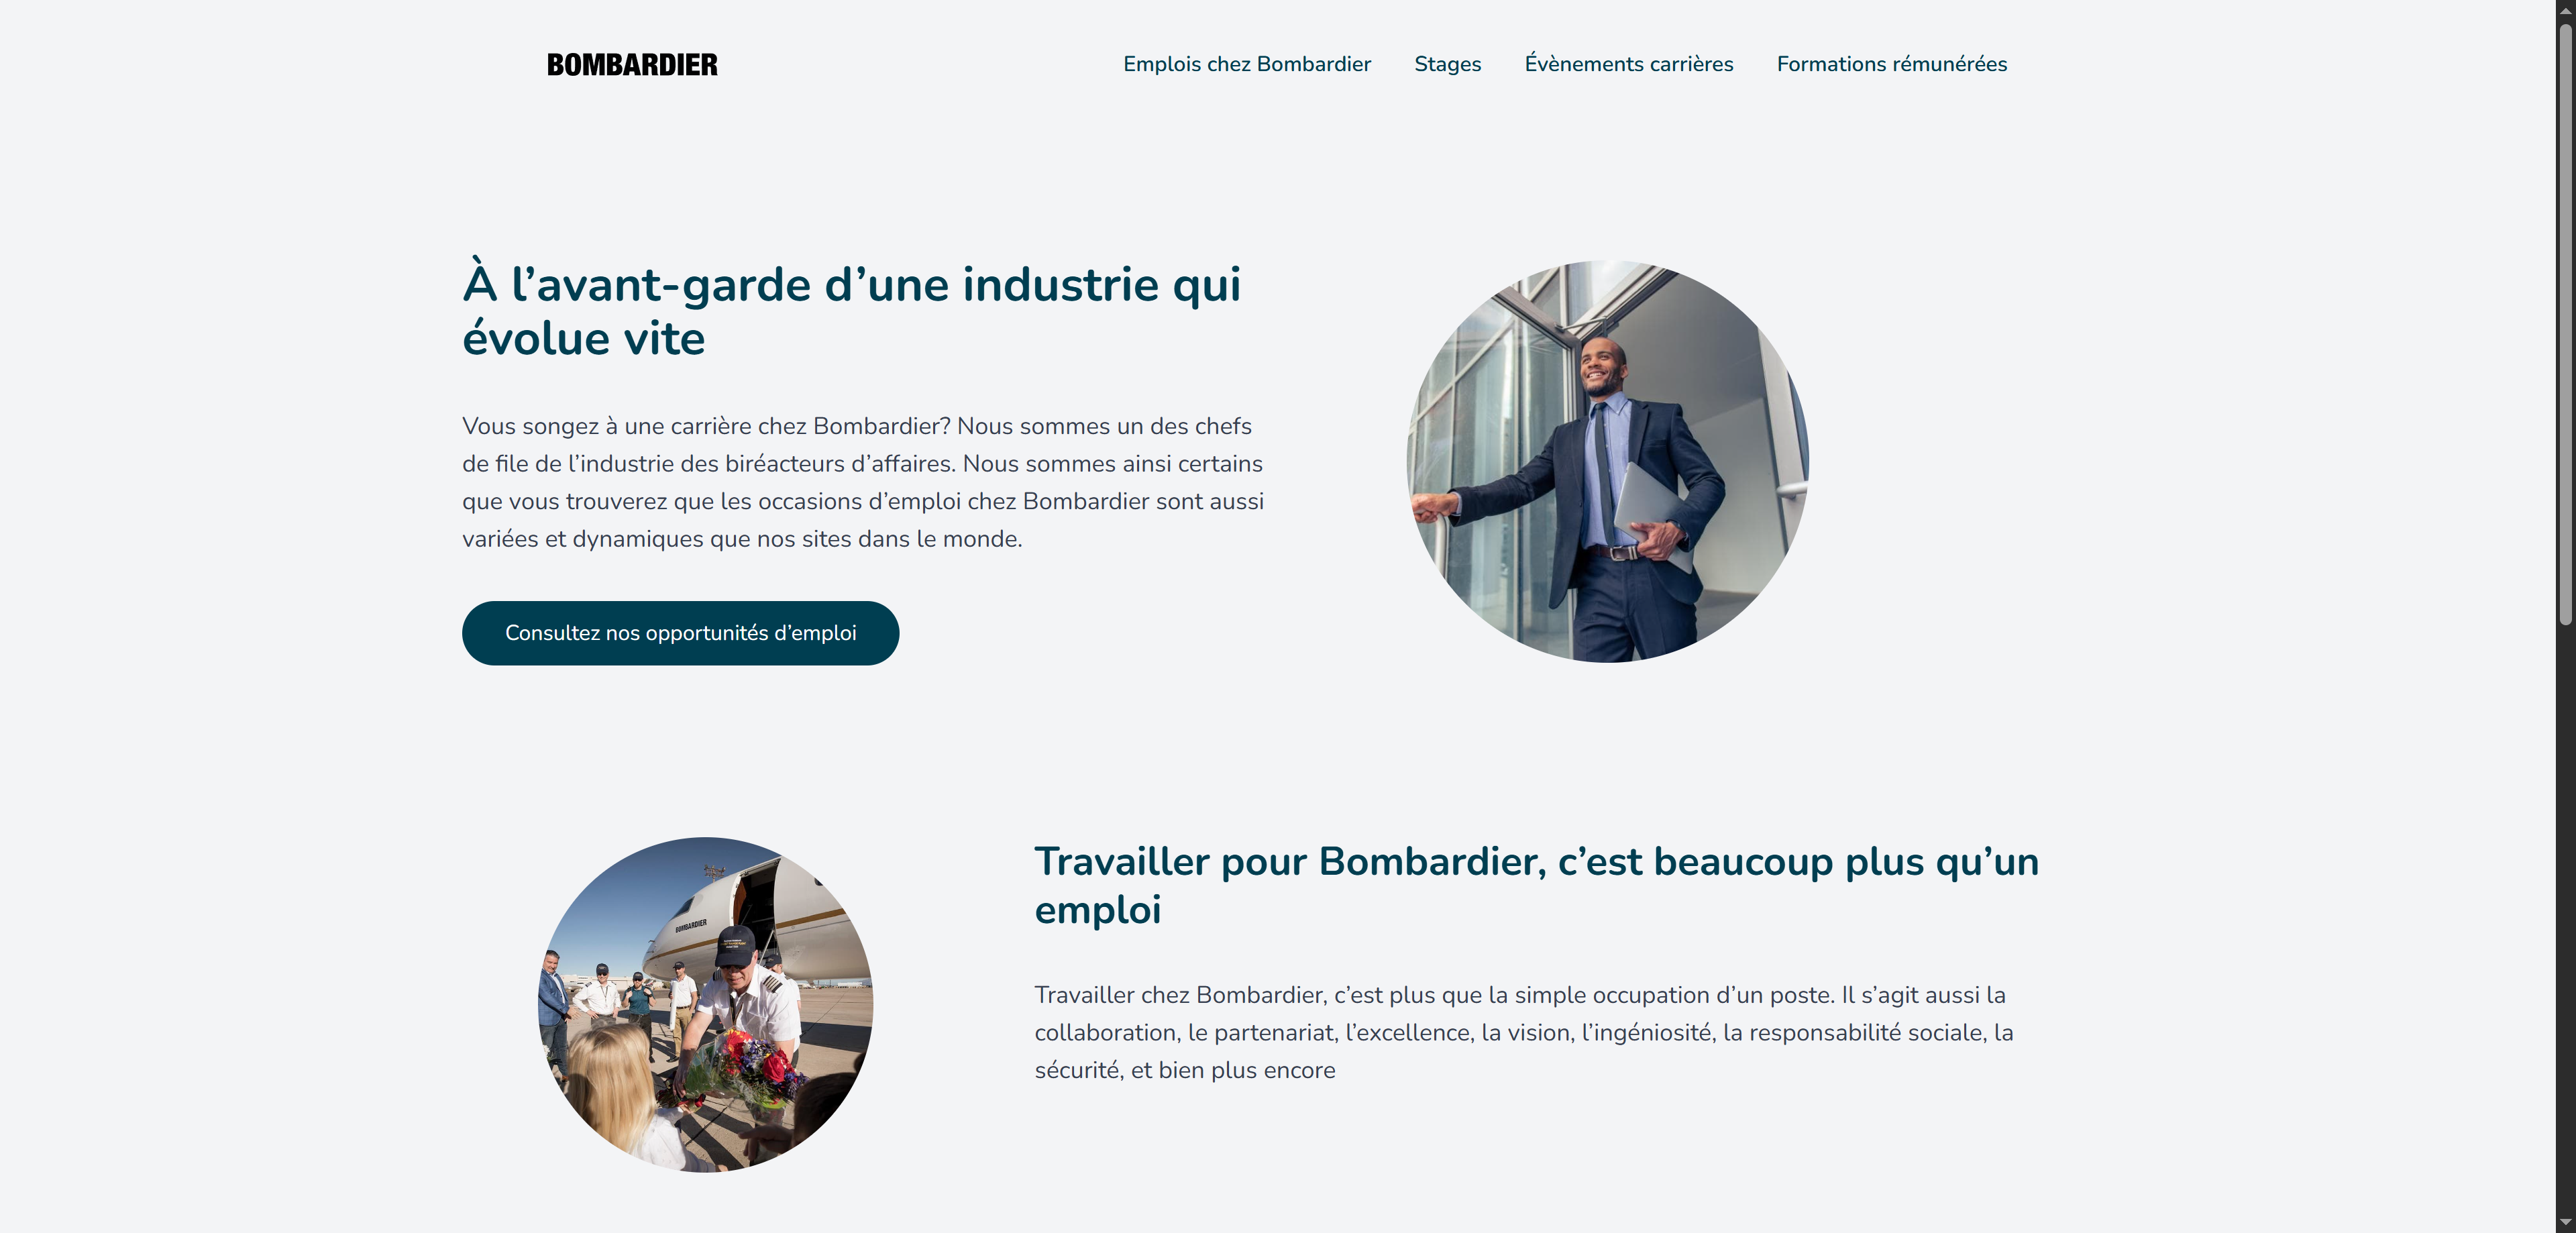 BOMBARDIER
Emplois chez Bombardier
Stages
Évènements carrières
Formations rémunérées
À l’avant-garde d’une industrie qui
évolue vite
Vous songez à une carrière chez Bombardier? Nous sommes un des chefs
de file de l’industrie des biréacteurs d’affaires. Nous sommes ainsi certains
que vous trouverez que les occasions d’emploi chez Bombardier sont aussi
variées et dynamiques que nos sites dans le monde.
Consultez nos opportunités d’emploi
BOMBARDIER
Travailler pour Bombardier, c’est beaucoup plus qu’un
emploi
Travailler chez Bombardier, c’est plus que la simple occupation d’un poste. Il s’agit aussi la
collaboration, le partenariat, l’excellence, la vision, l’ingéniosité, la responsabilité sociale, la
sécurité, et bien plus encore